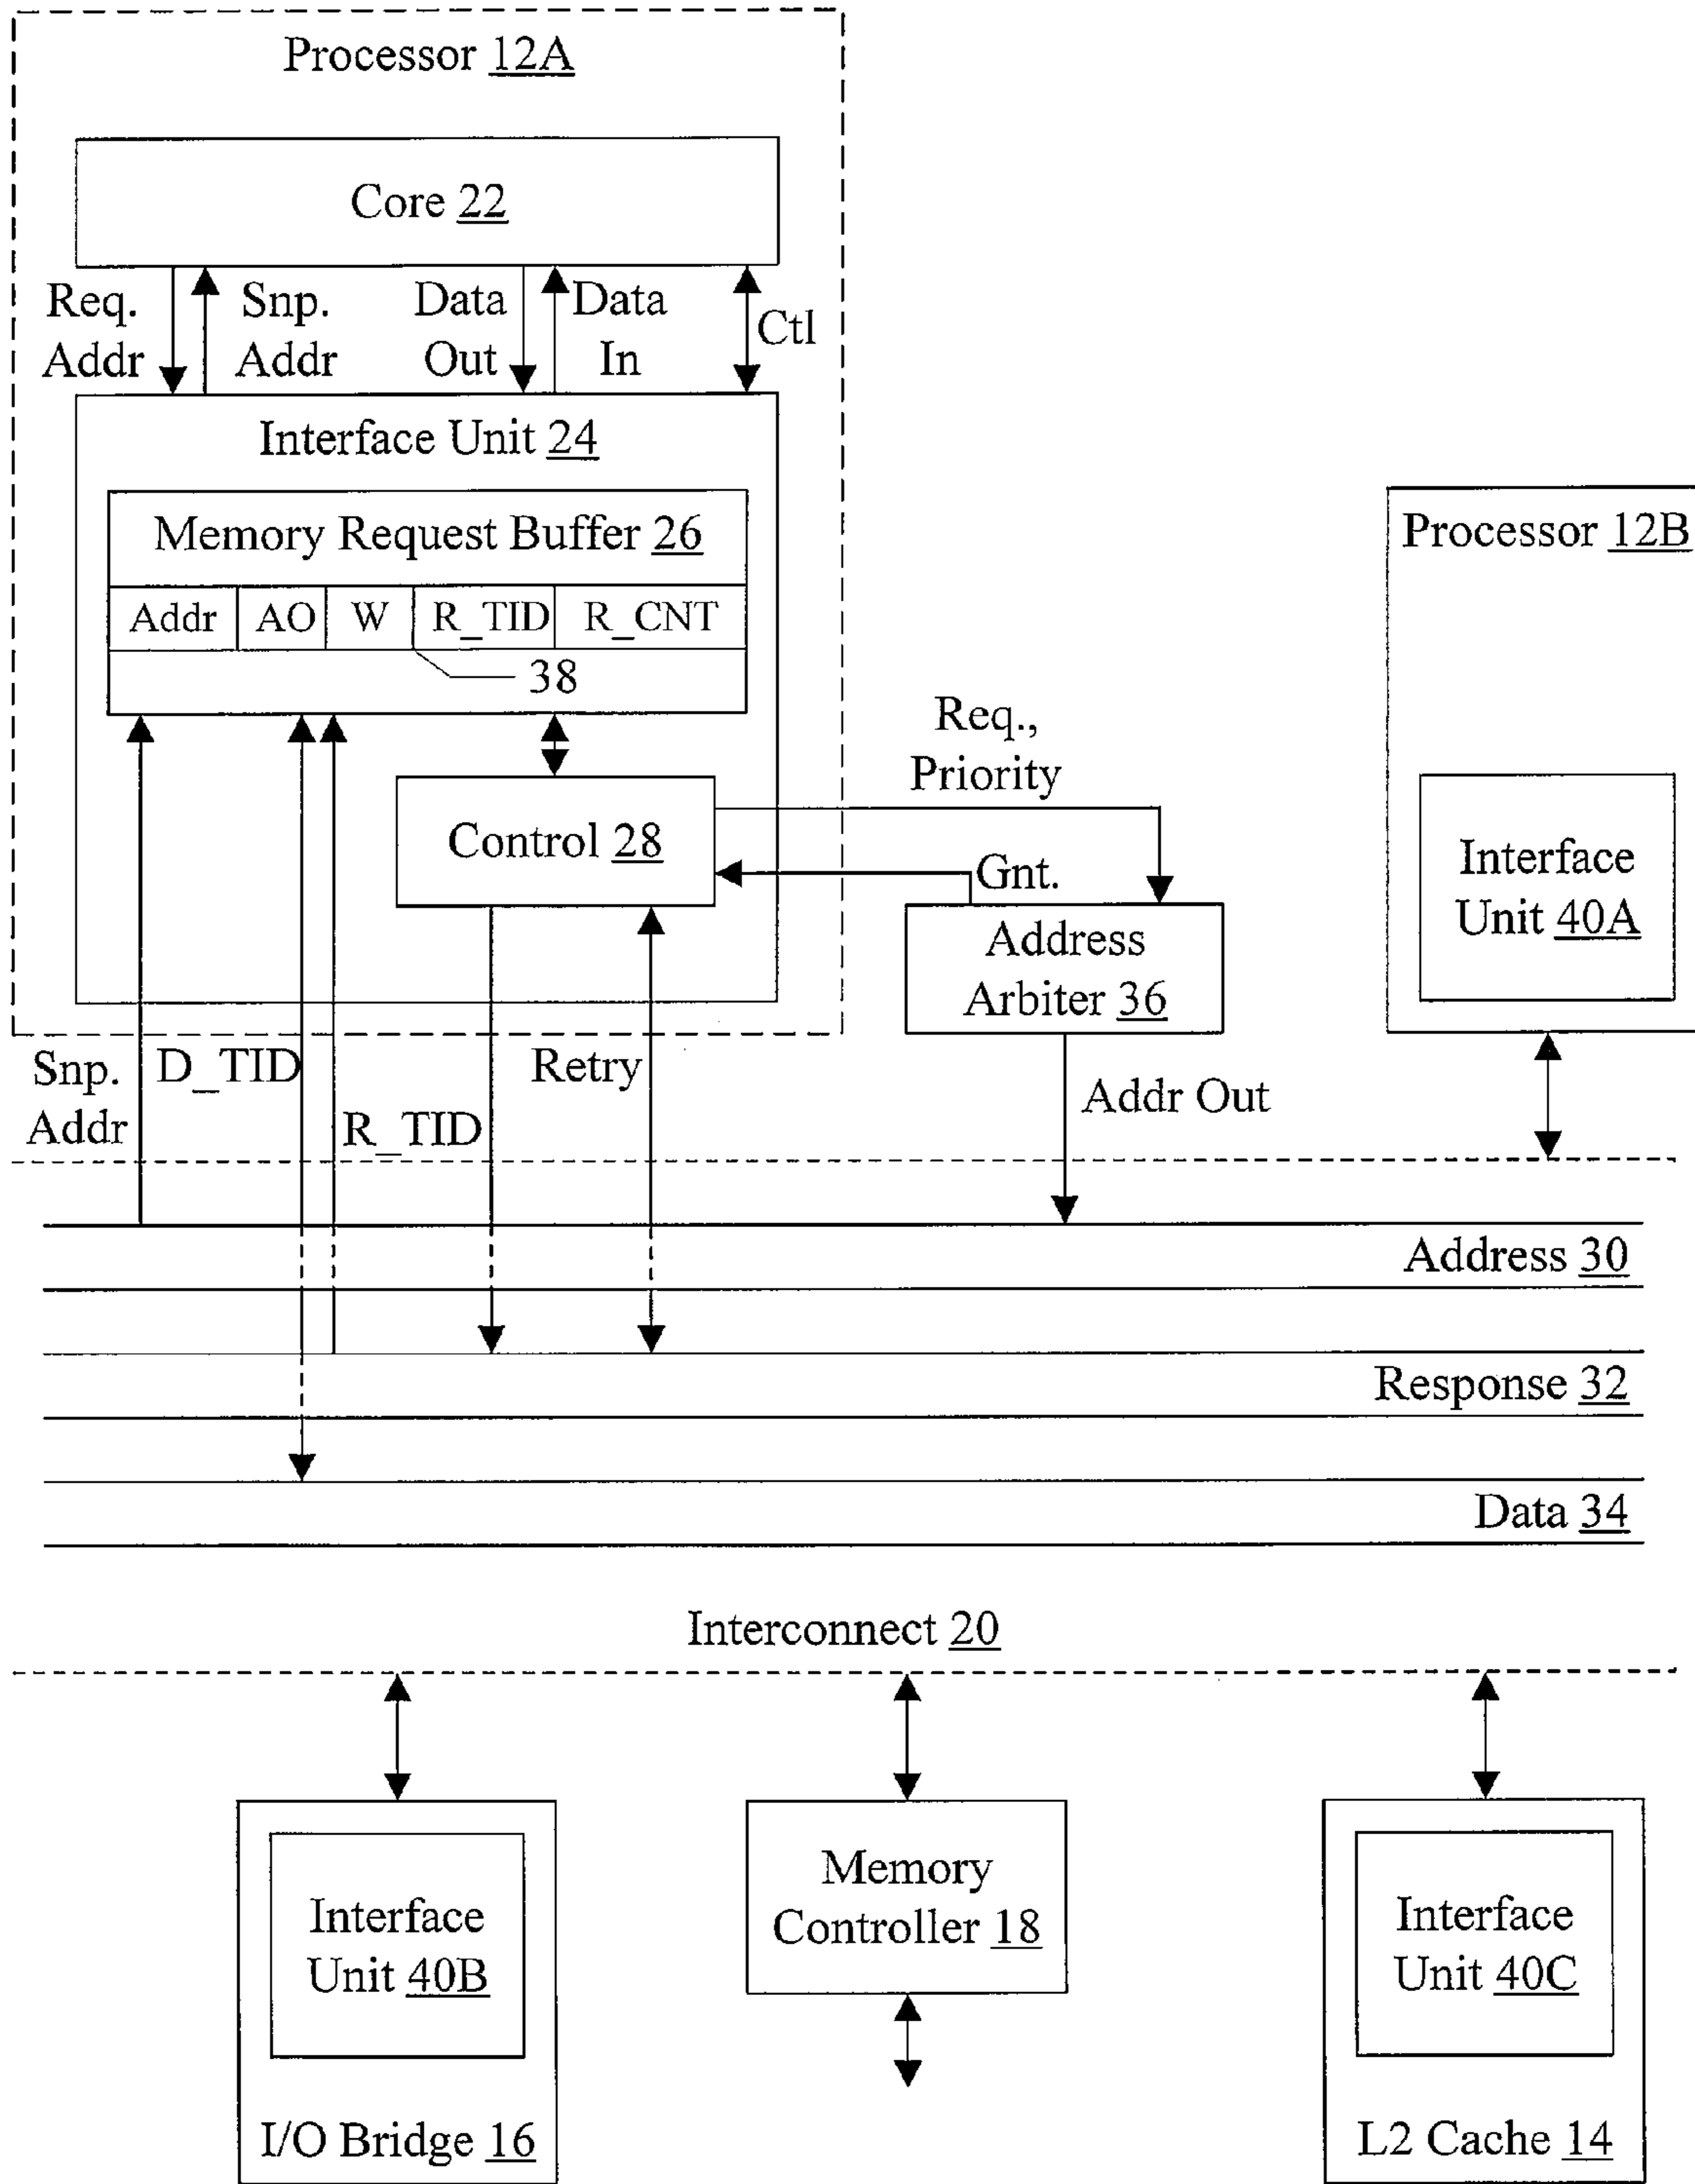 Processor 12A
Core 22
Req. Addr
Snp. Addr
Data Out
Data In
Ctl
Interface Unit 24
Memory Request Buffer 26
Addr AO W R_TID R_CNT
38
Control 28
Req., Priority
Gnt.
Address Arbiter 36
Processor 12B
Interface Unit 40A
Snp. Addr
D_TID
R_TID
Retry
Addr Out
Address 30
Response 32
Data 34
Interconnect 20
Interface Unit 40B
I/O Bridge 16
Memory Controller 18
Interface Unit 40C
L2 Cache 14